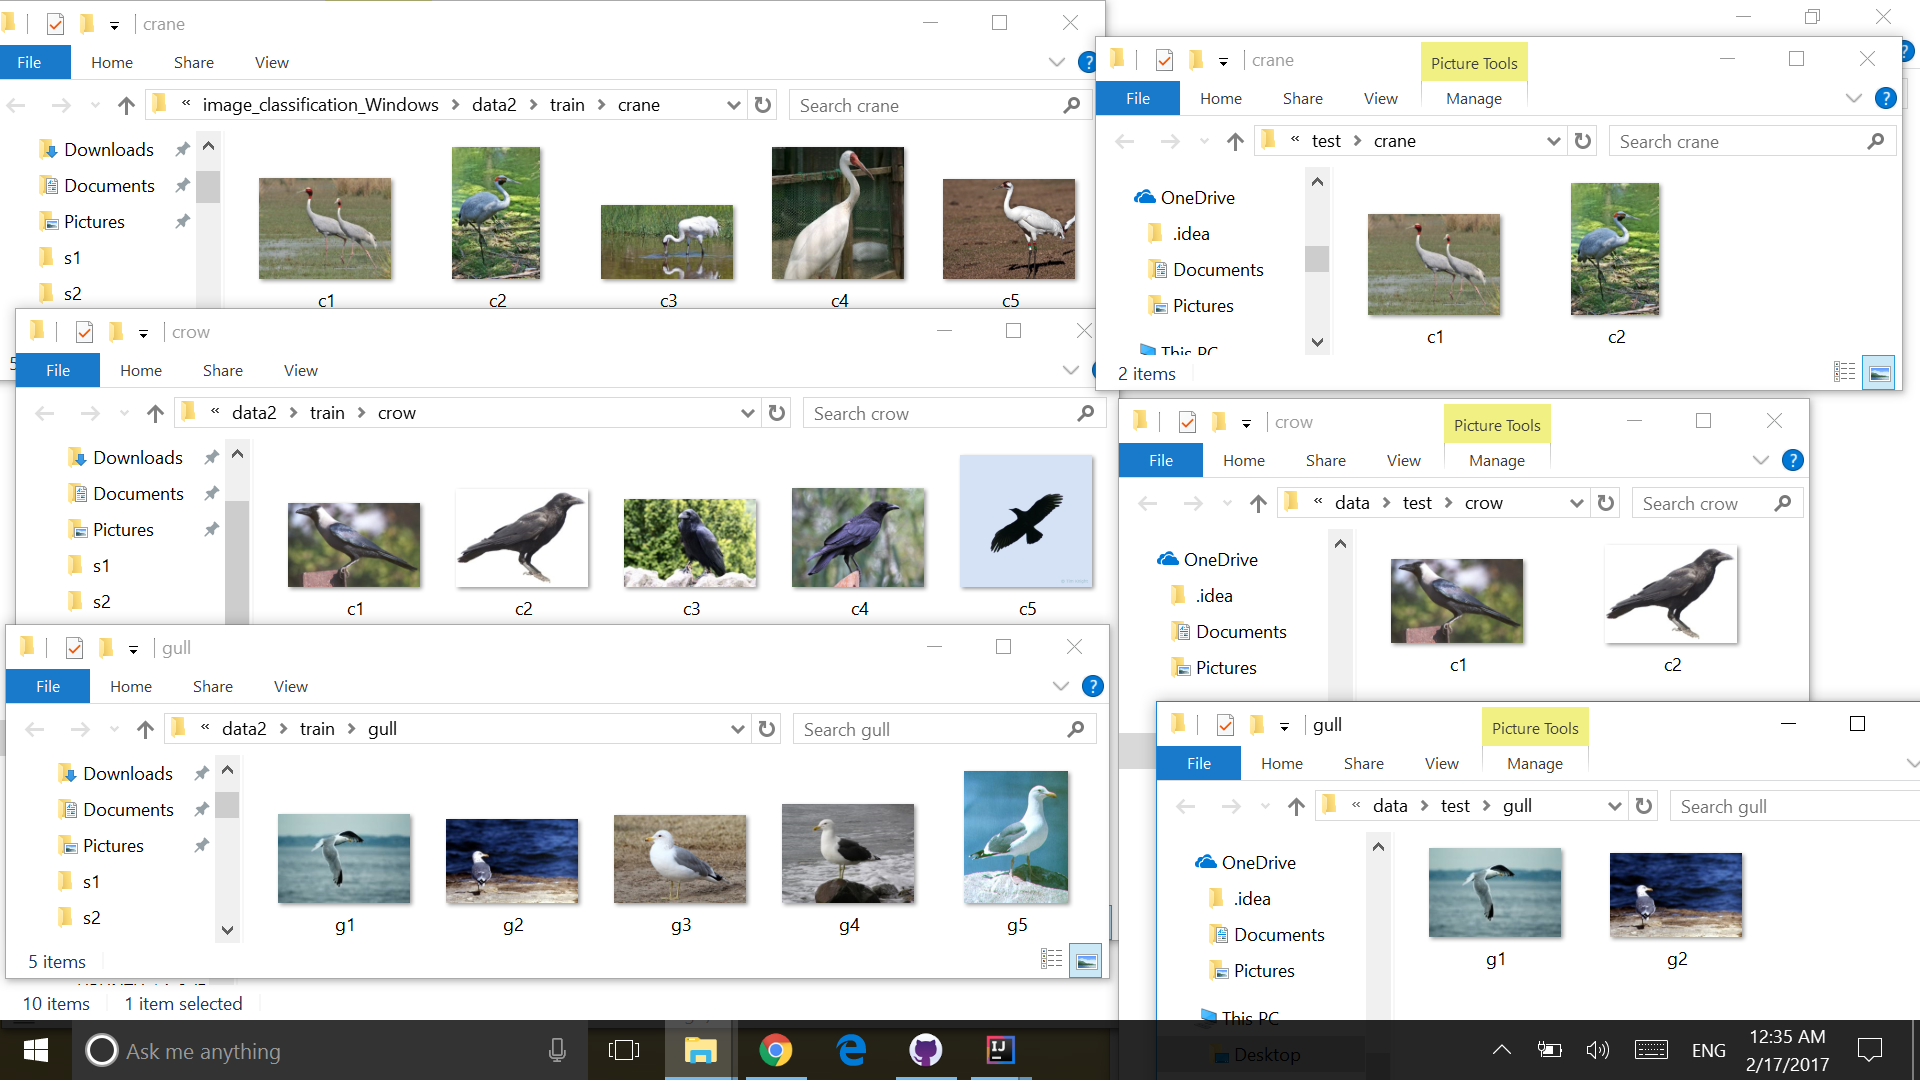 crane
File Home Share View
« image_classification_Windows > data2 > train > crane
Search crane
Downloads
Documents
Pictures
s1
s2
c1 c2 c3 c4 c5
crow
File Home Share View
« data2 > train > crow
Search crow
Downloads
Documents
Pictures
s1
s2
c1 c2 c3 c4 c5
gull
File Home Share View
« data2 > train > gull
Search gull
Downloads
Documents
Pictures
s1
s2
g1 g2 g3 g4 g5
5 items
10 items 1 item selected
crane
Picture Tools
File Home Share View Manage
« test > crane
Search crane
OneDrive
.idea
Documents
Pictures
This PC
c1 c2
2 items
crow
Picture Tools
File Home Share View Manage
« data > test > crow
Search crow
OneDrive
.idea
Documents
Pictures
c1 c2
gull
Picture Tools
File Home Share View Manage
« data > test > gull
Search gull
OneDrive
.idea
Documents
Pictures
This PC
Desktop
g1 g2
Ask me anything
IJ
ENG
12:35 AM
2/17/2017